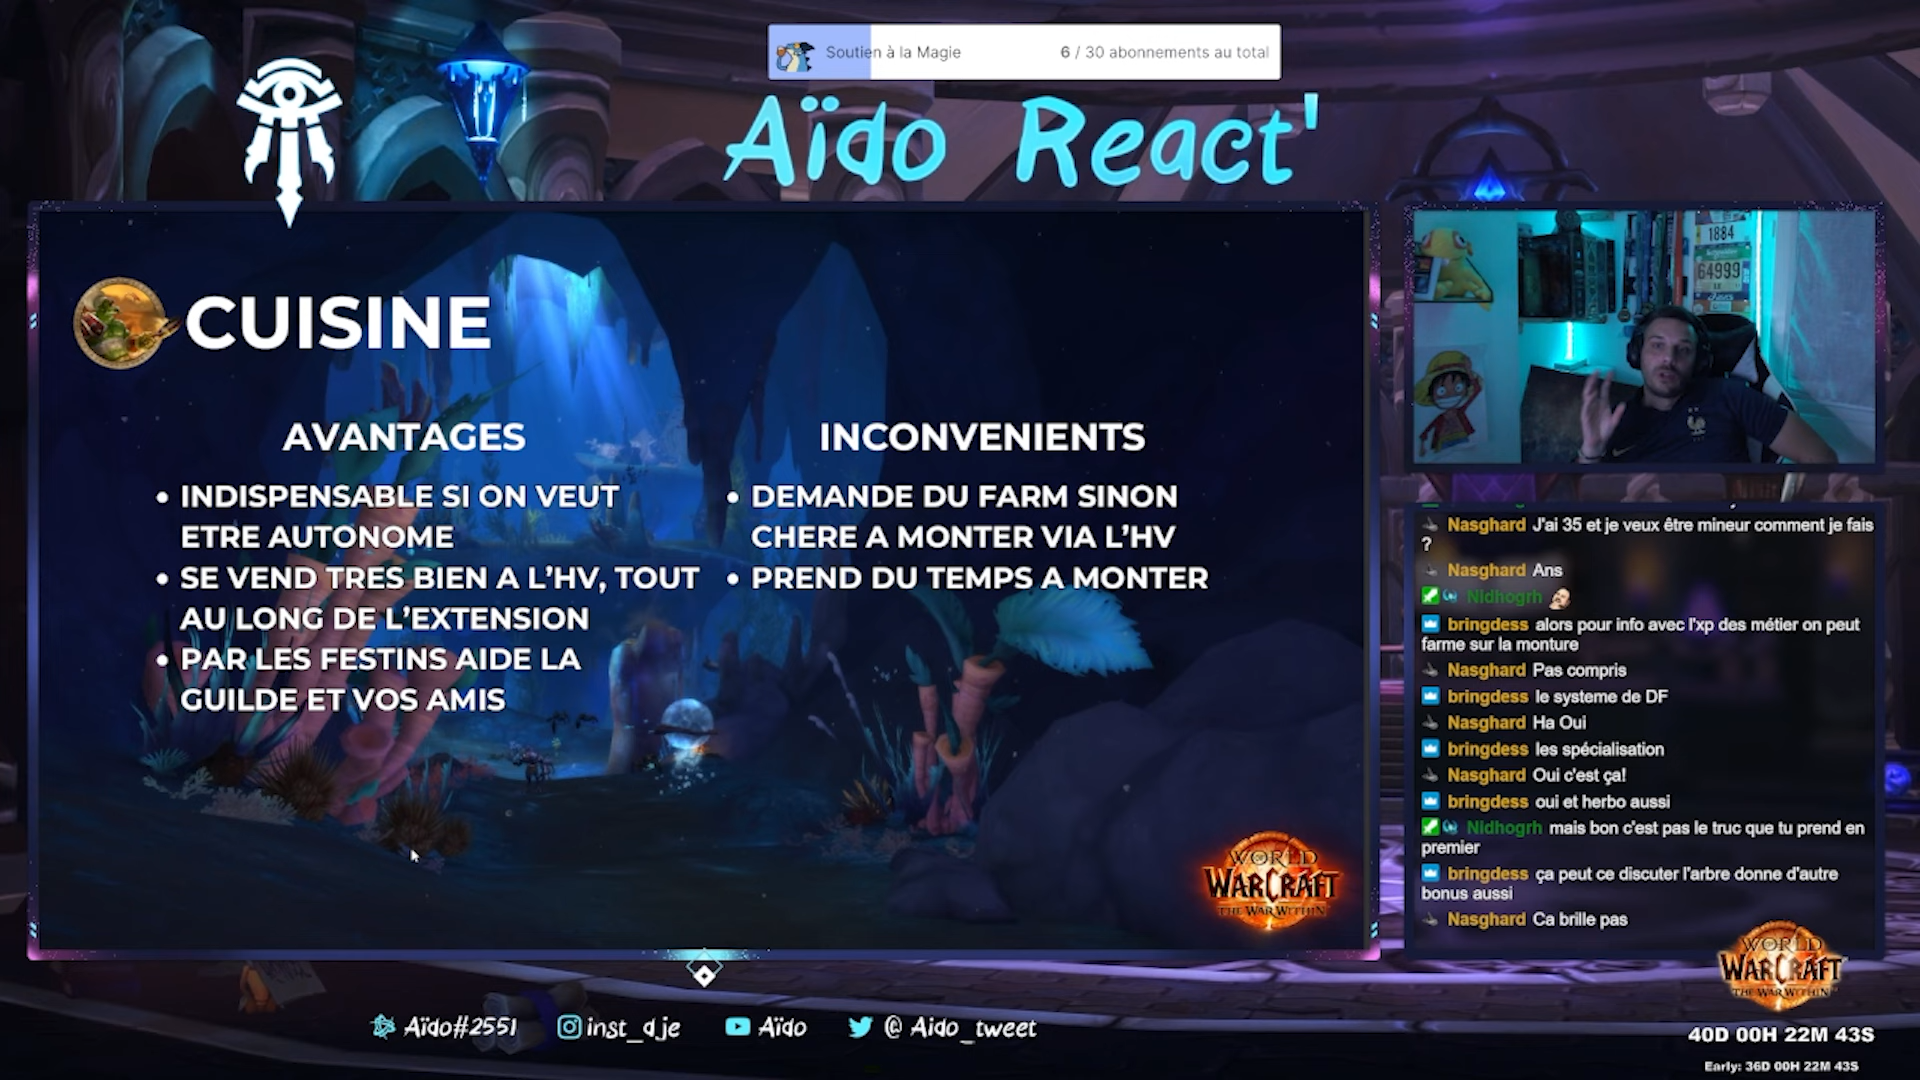 Soutien à la Magie
6 / 30 abonnements au total
Aïdo React'
CUISINE
AVANTAGES
INDISPENSABLE SI ON VEUT
ETRE AUTONOME
SE VEND TRES BIEN A L'HV, TOUT
AU LONG DE L'EXTENSION
PAR LES FESTINS AIDE LA
GUILDE ET VOS AMIS
INCONVENIENTS
DEMANDE DU FARM SINON
CHERE A MONTER VIA L'HV
PREND DU TEMPS A MONTER
WORLD
WARCRAFT
THE WAR WITHIN
1884
64999
Nasghard J'ai 35 et je veux être mineur comment je fais
?
Nasghard Ans
Nidhogrh
bringdess alors pour info avec l'xp des métier on peut
farme sur la monture
Nasghard Pas compris
bringdess le systeme de DF
Nasghard Ha Oui
bringdess les spécialisation
Nasghard Oui c'est ça!
bringdess oui et herbo aussi
Nidhogrh mais bon c'est pas le truc que tu prend en
premier
bringdess ça peut ce discuter l'arbre donne d'autre
bonus aussi
Nasghard Ca brille pas
WORLD
WARCRAFT
THE WAR WITHIN
Aïdo#2551
inst_dje
Aïdo
@ Aido_tweet
40D 00H 22M 43S
Early: 36D 00H 22M 43S